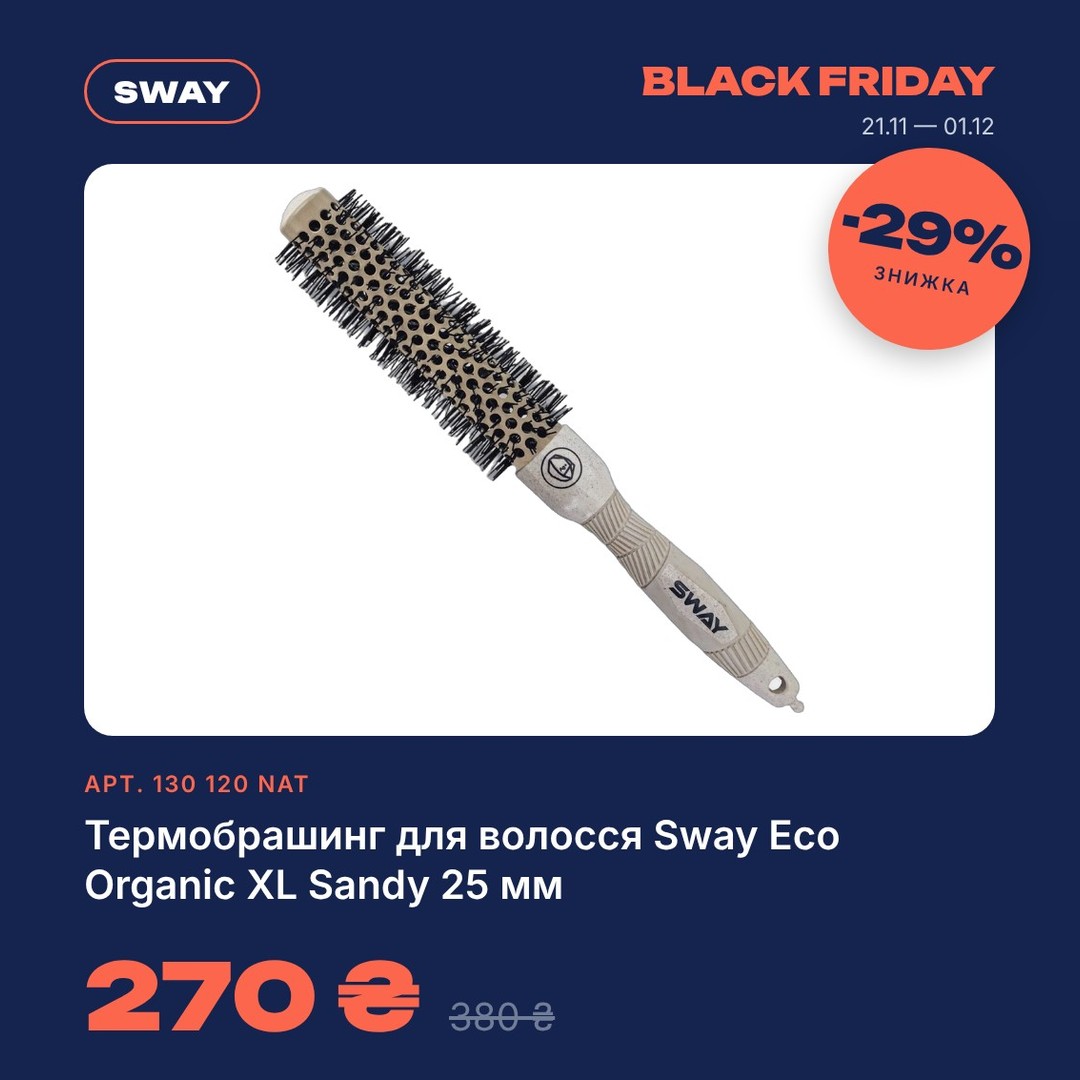 SWAY
BLACK FRIDAY
21.11 — 01.12
-29%
ЗНИЖКА
SWAY
АРТ. 130 120 NAT
Термобрашинг для волосся Sway Eco
Organic XL Sandy 25 мм
270 ₴ 380 ₴